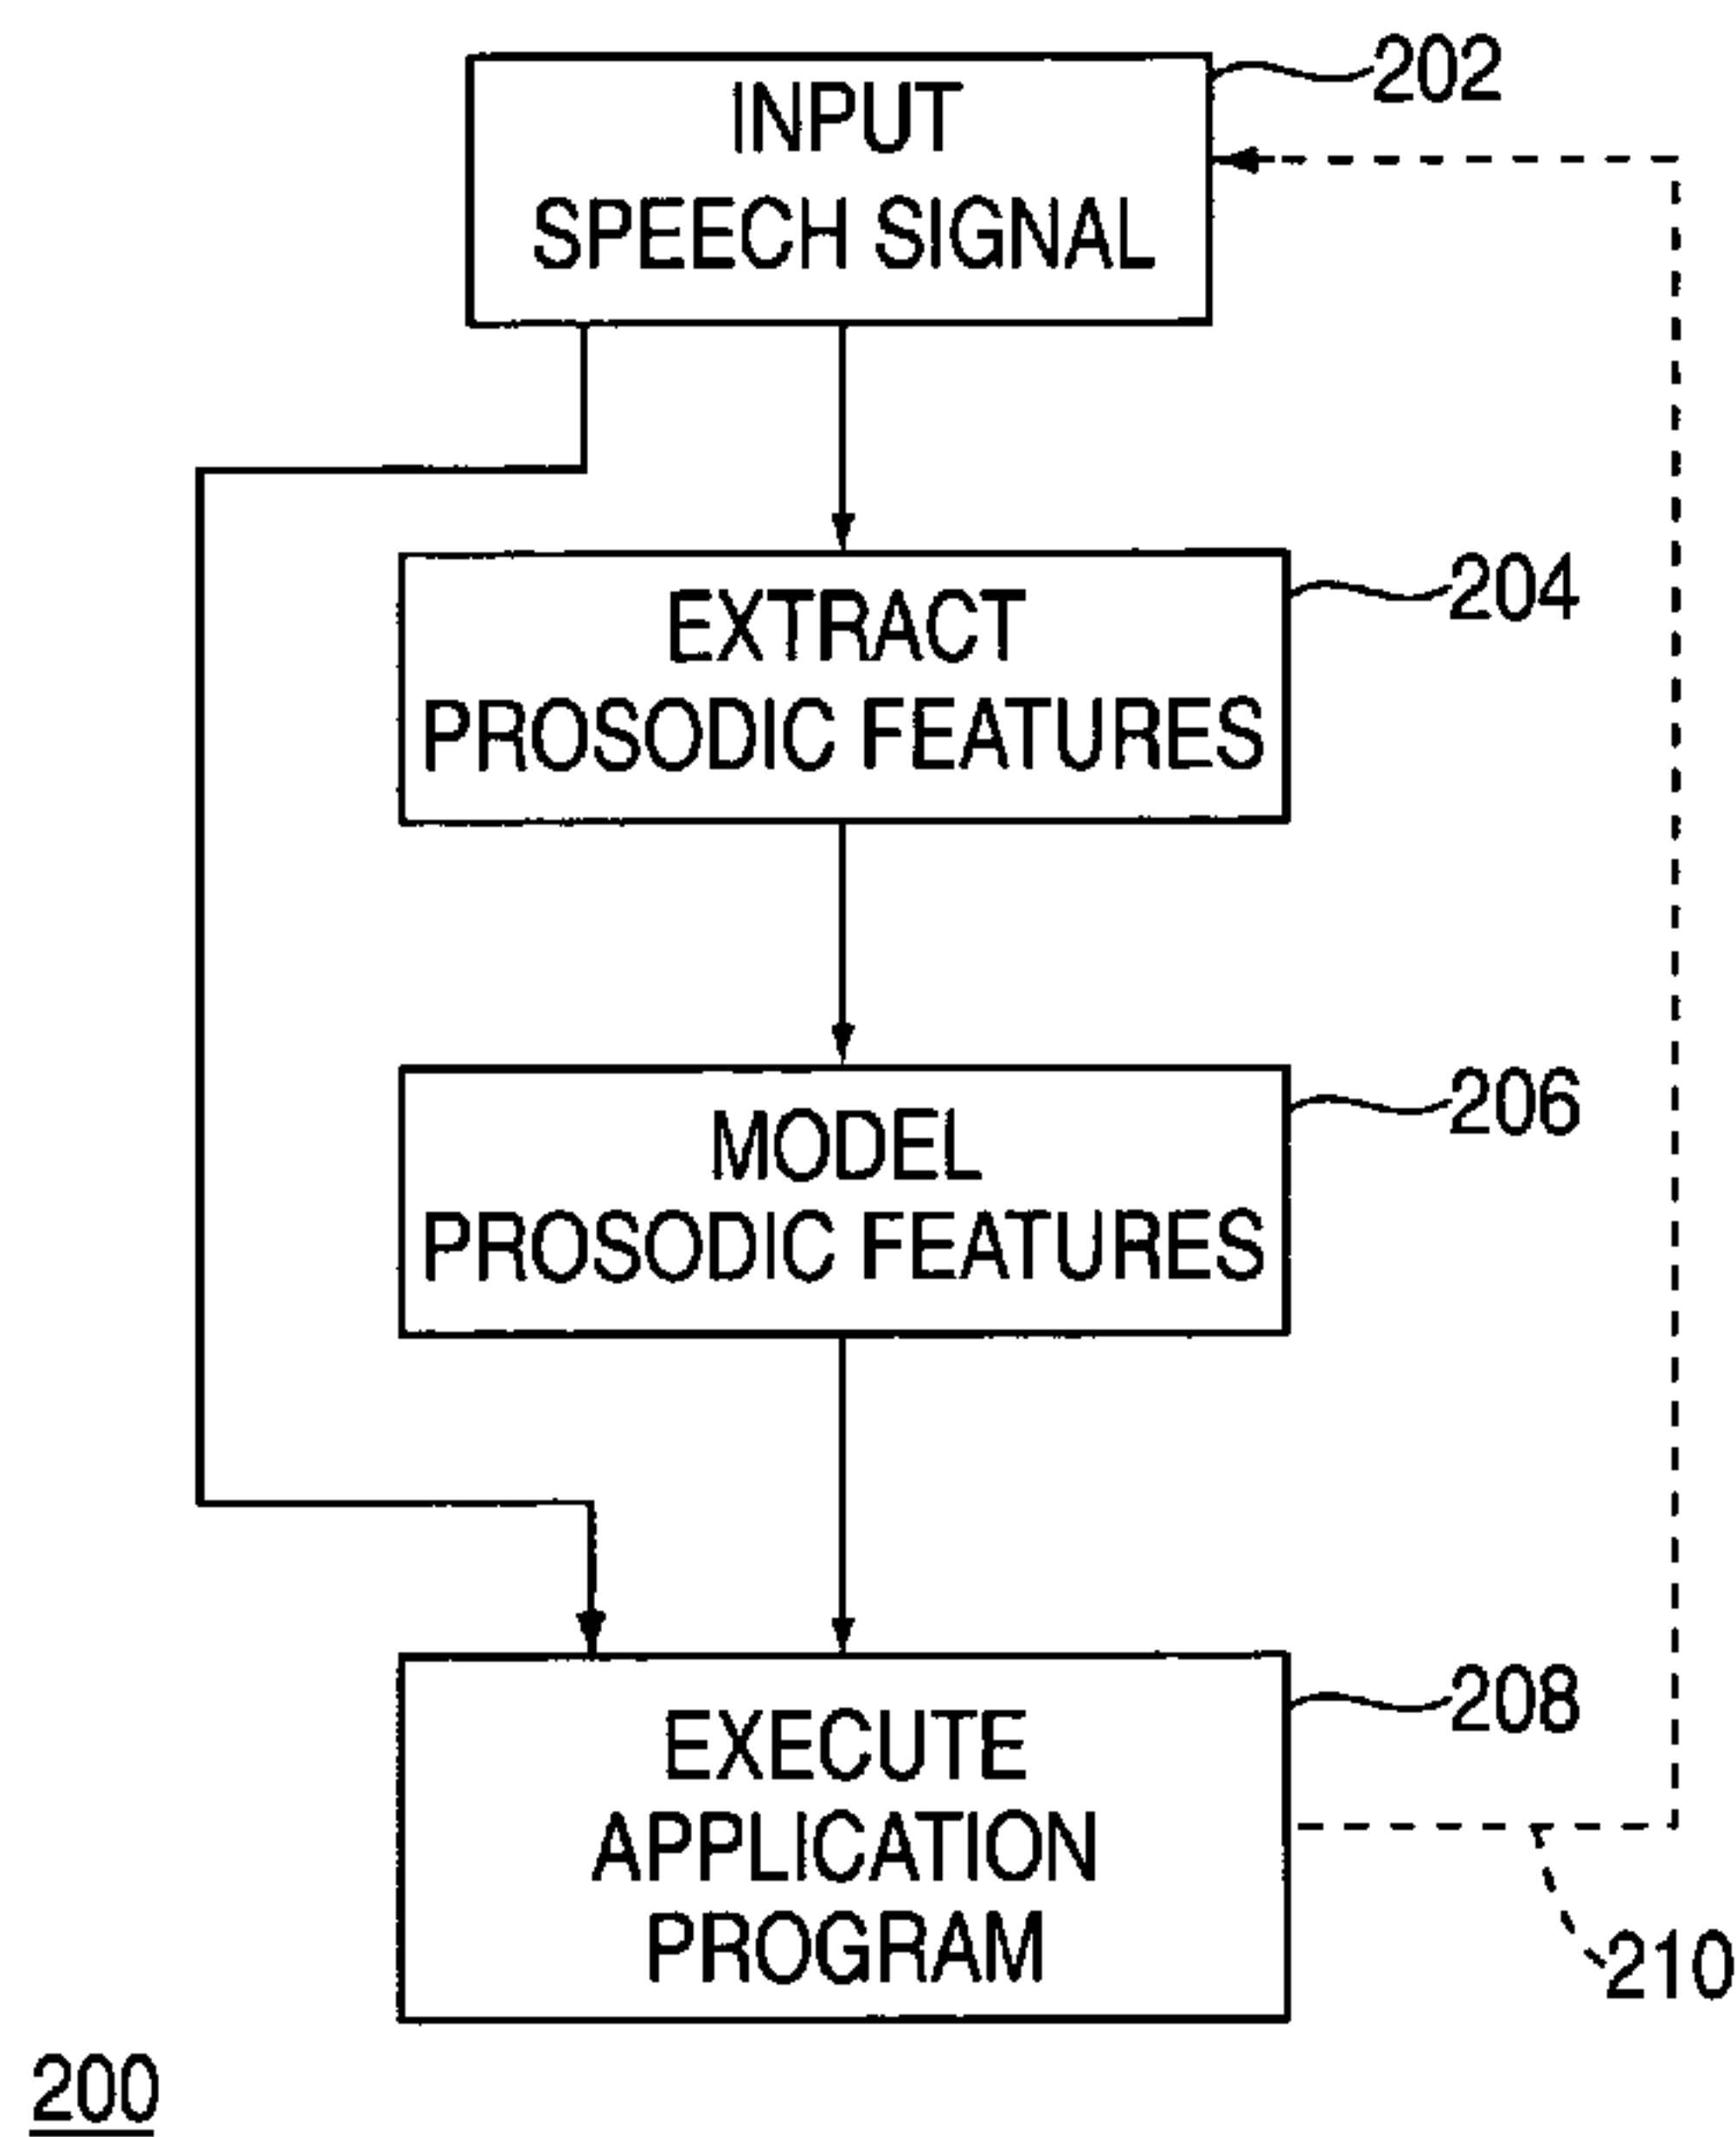 INPUT
SPEECH SIGNAL
202
EXTRACT
PROSODIC FEATURES
204
MODEL
PROSODIC FEATURES
206
EXECUTE
APPLICATION
PROGRAM
208
210
200